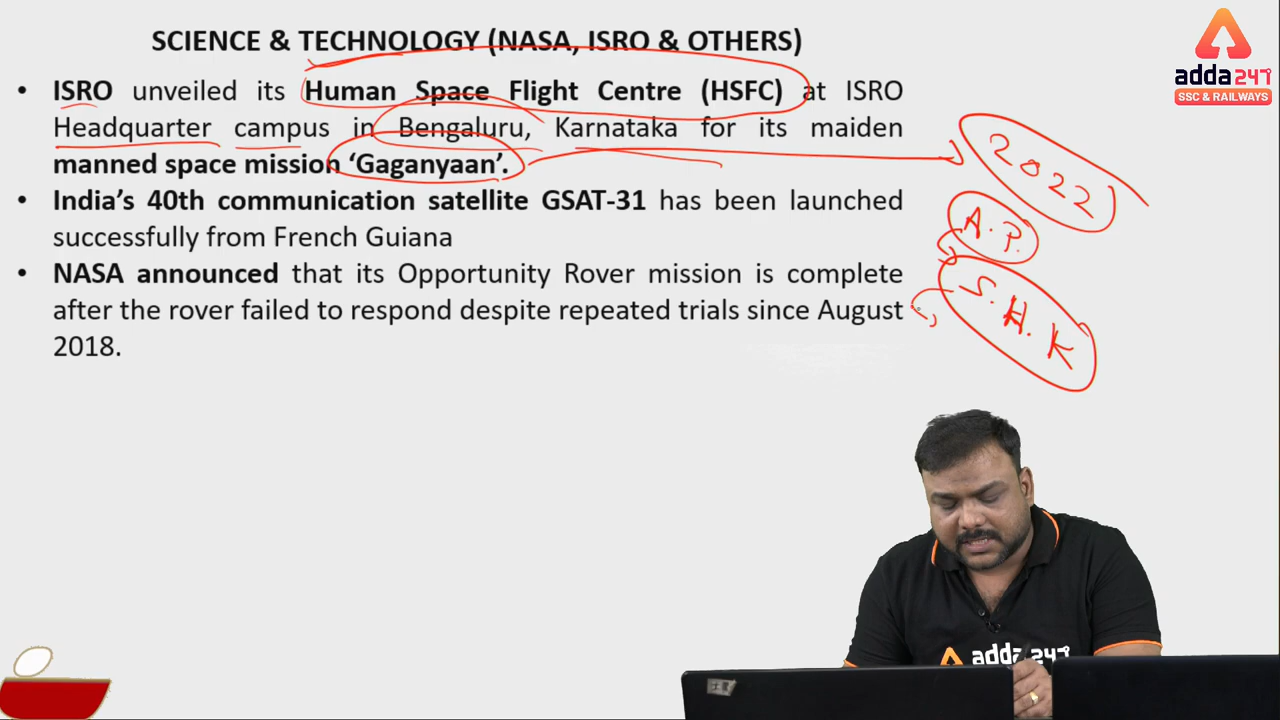 SCIENCE & TECHNOLOGY (NASA, ISRO & OTHERS)
adda247
SSC & RAILWAYS
• ISRO unveiled its Human Space Flight Centre (HSFC) at ISRO
Headquarter campus in Bengaluru, Karnataka for its maiden
manned space mission ‘Gaganyaan’.
2022
• India’s 40th communication satellite GSAT-31 has been launched
successfully from French Guiana
A.P.
• NASA announced that its Opportunity Rover mission is complete
after the rover failed to respond despite repeated trials since August
2018.
S.H.K
adda247